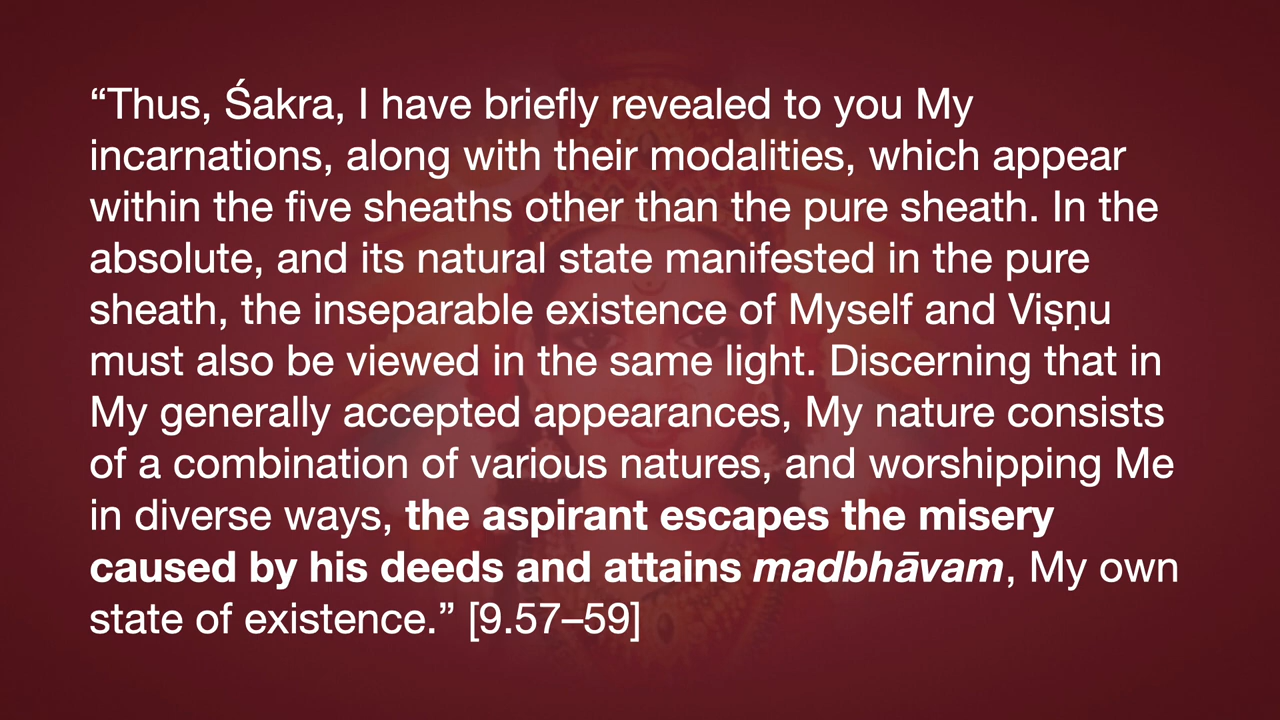 “Thus, Śakra, I have briefly revealed to you My
incarnations, along with their modalities, which appear
within the five sheaths other than the pure sheath. In the
absolute, and its natural state manifested in the pure
sheath, the inseparable existence of Myself and Viṣṇu
must also be viewed in the same light. Discerning that in
My generally accepted appearances, My nature consists
of a combination of various natures, and worshipping Me
in diverse ways, the aspirant escapes the misery
caused by his deeds and attains madbhāvam, My own
state of existence.” [9.57–59]